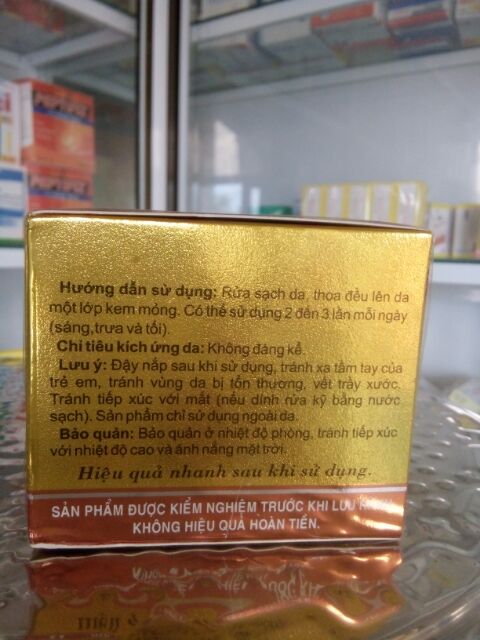 Hướng dẫn sử dụng: Rửa sạch da, thoa đều lên da
một lớp kem mỏng. Có thể sử dụng 2 đến 3 lần mỗi ngày
(sáng,trưa và tối).
Chỉ tiêu kích ứng da: Không đáng kể.
Lưu ý: Đậy nắp sau khi sử dụng, tránh xa tầm tay của
trẻ em, tránh vùng da bị tổn thương, vết trầy xước.
Tránh tiếp xúc với mắt (nếu dính rửa kỹ bằng nước
sạch). Sản phẩm chỉ sử dụng ngoài da.
Bảo quản: Bảo quản ở nhiệt độ phòng, tránh tiếp xúc
với nhiệt độ cao và ánh nắng mặt trời.
Hiệu quả nhanh sau khi sử dụng.
SẢN PHẨM ĐƯỢC KIỂM NGHIỆM TRƯỚC KHI LƯU
KHÔNG HIỆU QUẢ HOÀN TIỀN.